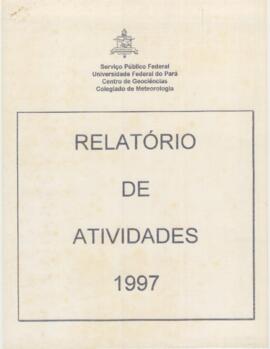 Serviço Público Federal
Universidade Federal do Pará
Centro de Geociências
Colegiado de Meteorologia
RELATÓRIO
DE
ATIVIDADES
1997